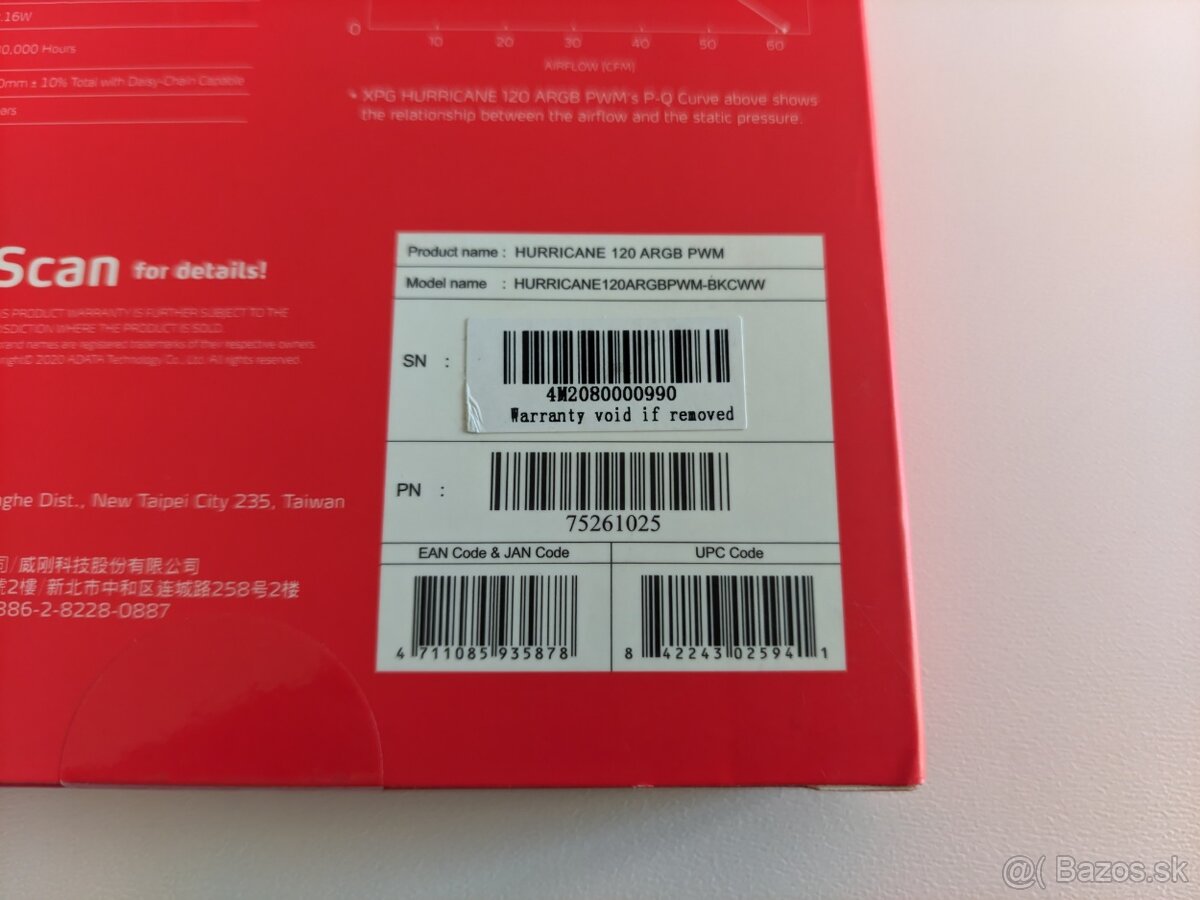 .16W
0,000 Hours
0mm ± 10% Total with Daisy-Chain Capable
ars
0 10 20 30 40 50 60
AIRFLOW (CFM)
* XPG HURRICANE 120 ARGB PWM's P-Q Curve above shows
the relationship between the airflow and the static pressure.
Scan for details!
S PRODUCT WARRANTY IS FURTHER SUBJECT TO THE
ISDICTION WHERE THE PRODUCT IS SOLD.
rand names are registered trademarks of their respective owners.
yright© 2020 ADATA Technology Co., Ltd. All rights reserved.
nghe Dist., New Taipei City 235, Taiwan
司/威刚科技股份有限公司
號2樓/新北市中和区连城路258号2楼
886-2-8228-0887
Product name : HURRICANE 120 ARGB PWM
Model name : HURRICANE120ARGBPWM-BKCWW
SN :
4M2080000990
Warranty void if removed
PN :
75261025
EAN Code & JAN Code
UPC Code
4 711085 935878
8 42243 02594 1
@( Bazos.sk